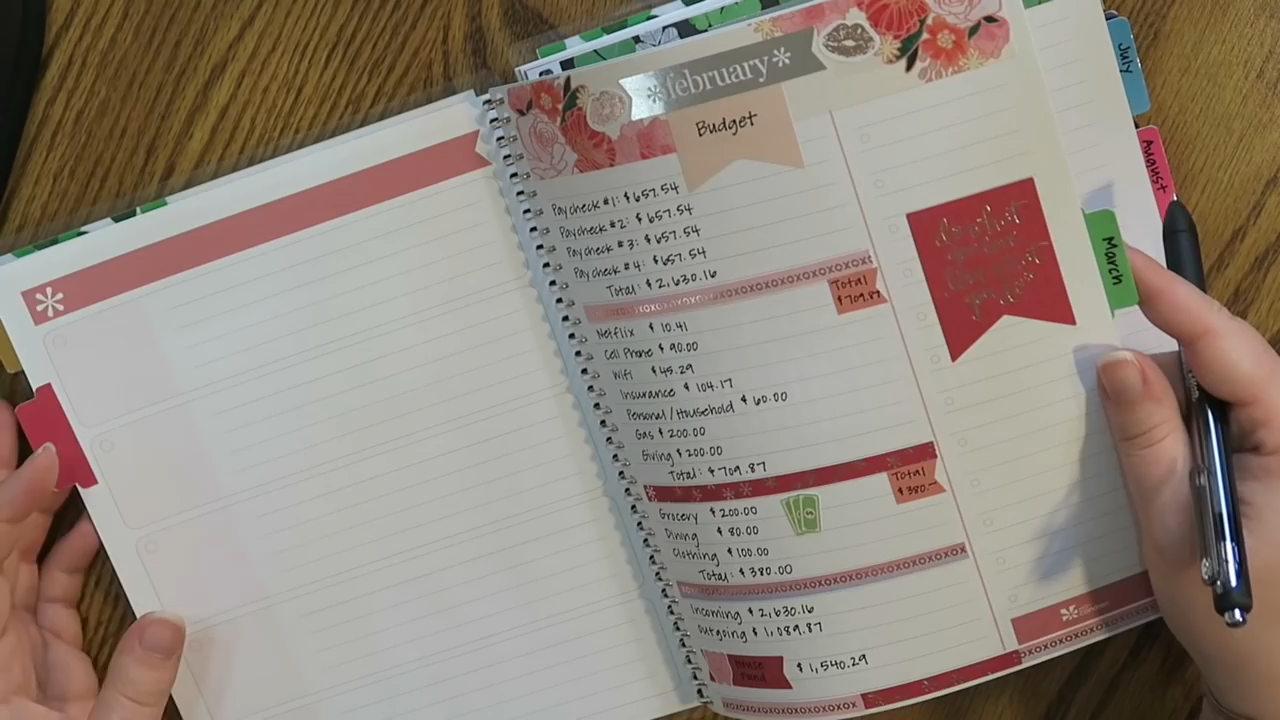 *february*
Budget
Paycheck #1: $657.54
Paycheck #2: $657.54
Paycheck #3: $657.54
Paycheck #4: $657.54
Total: $2,630.16
Total
$709.87
Netflix $10.41
Cell Phone $90.00
Wifi $45.29
Insurance $104.17
Personal/Household $60.00
Gas $200.00
Giving $200.00
Total: $709.87
Total
$380.–
Grocery $200.00
Dining $80.00
Clothing $100.00
Total: $380.00
Incoming $2,630.16
Outgoing $1,089.87
House
Fund
$1,540.29
July
August
March